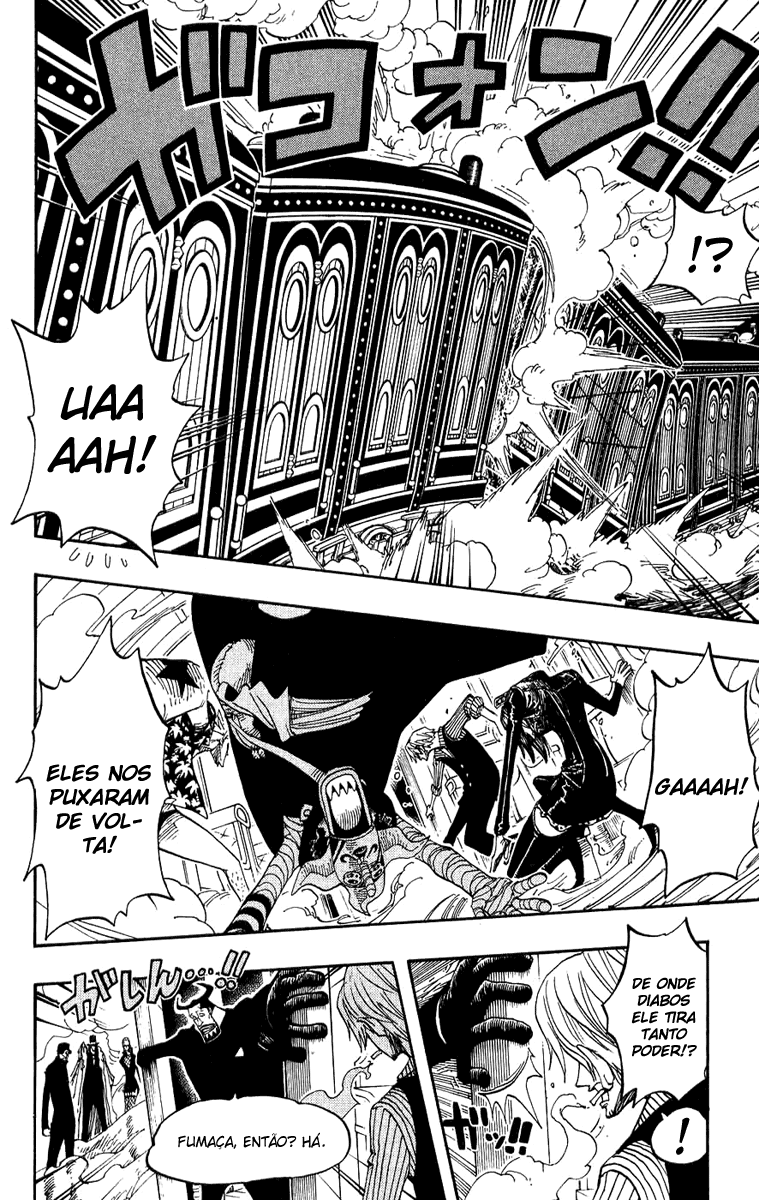 ガコォン!!
!?
UAA
AAH!
GAAAAH!
ELES NOS
PUXARAM
DE VOL-
TA!
DE ONDE
DIABOS
ELE TIRA
TANTO
PODER!?
!
ガッ!!
がしん...!!
FUMAÇA, ENTÃO? HÁ.